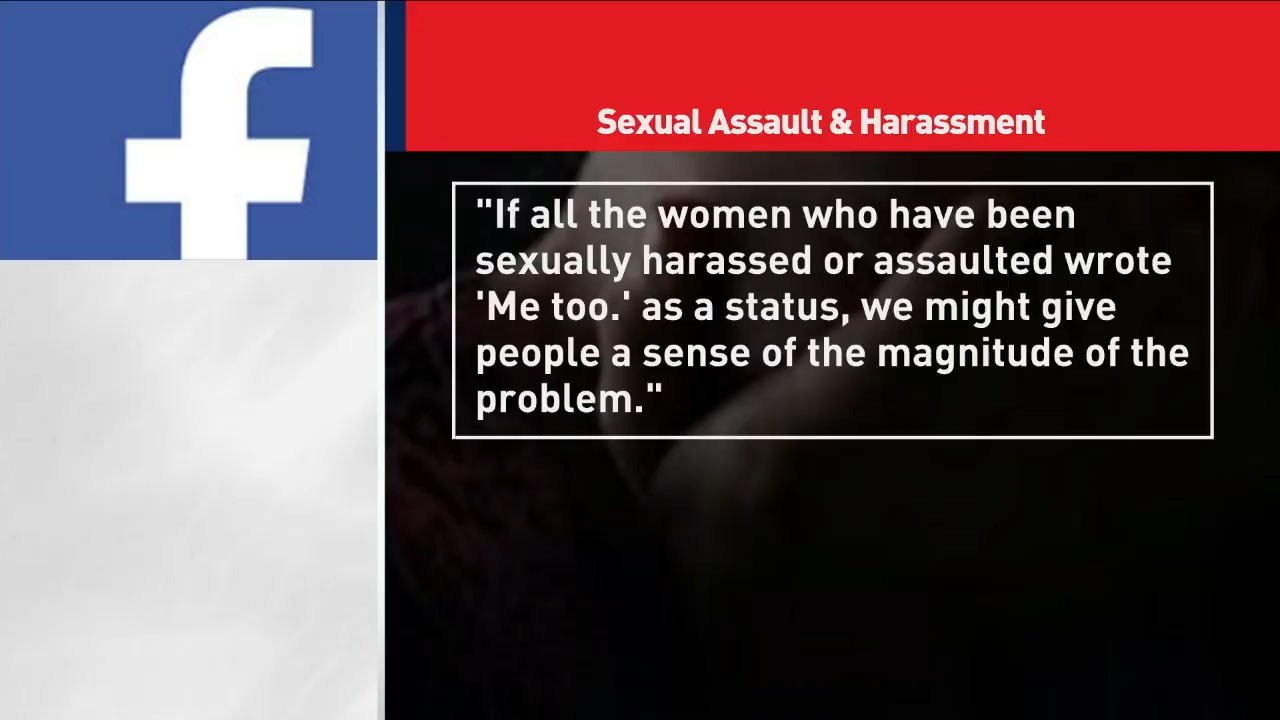 Sexual Assault & Harassment
"If all the women who have been
sexually harassed or assaulted wrote
'Me too.' as a status, we might give
people a sense of the magnitude of the
problem."